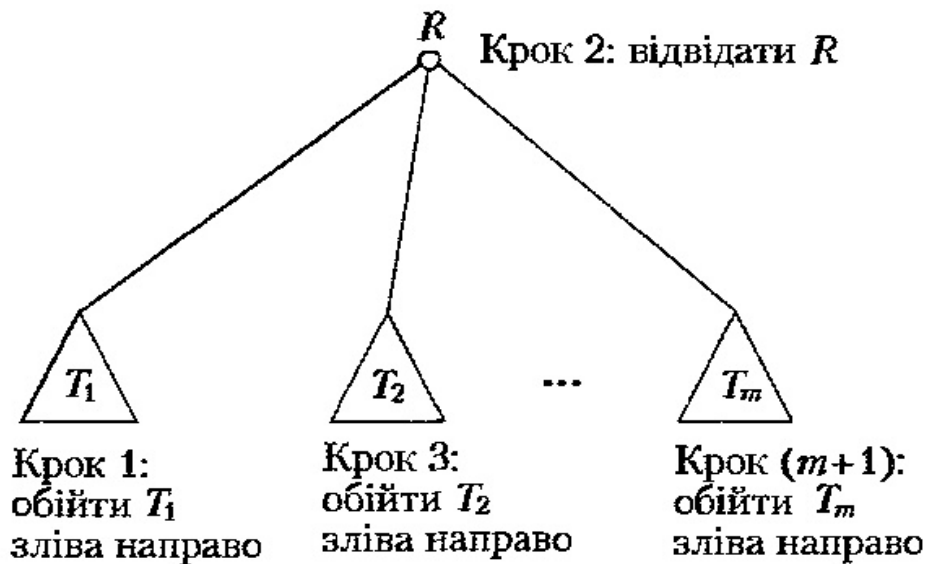 R
Крок 2: відвідати R
T₁
T₂
...
Tₘ
Крок 1:
обійти T₁
зліва направо
Крок 3:
обійти T₂
зліва направо
Крок (m+1):
обійти Tₘ
зліва направо